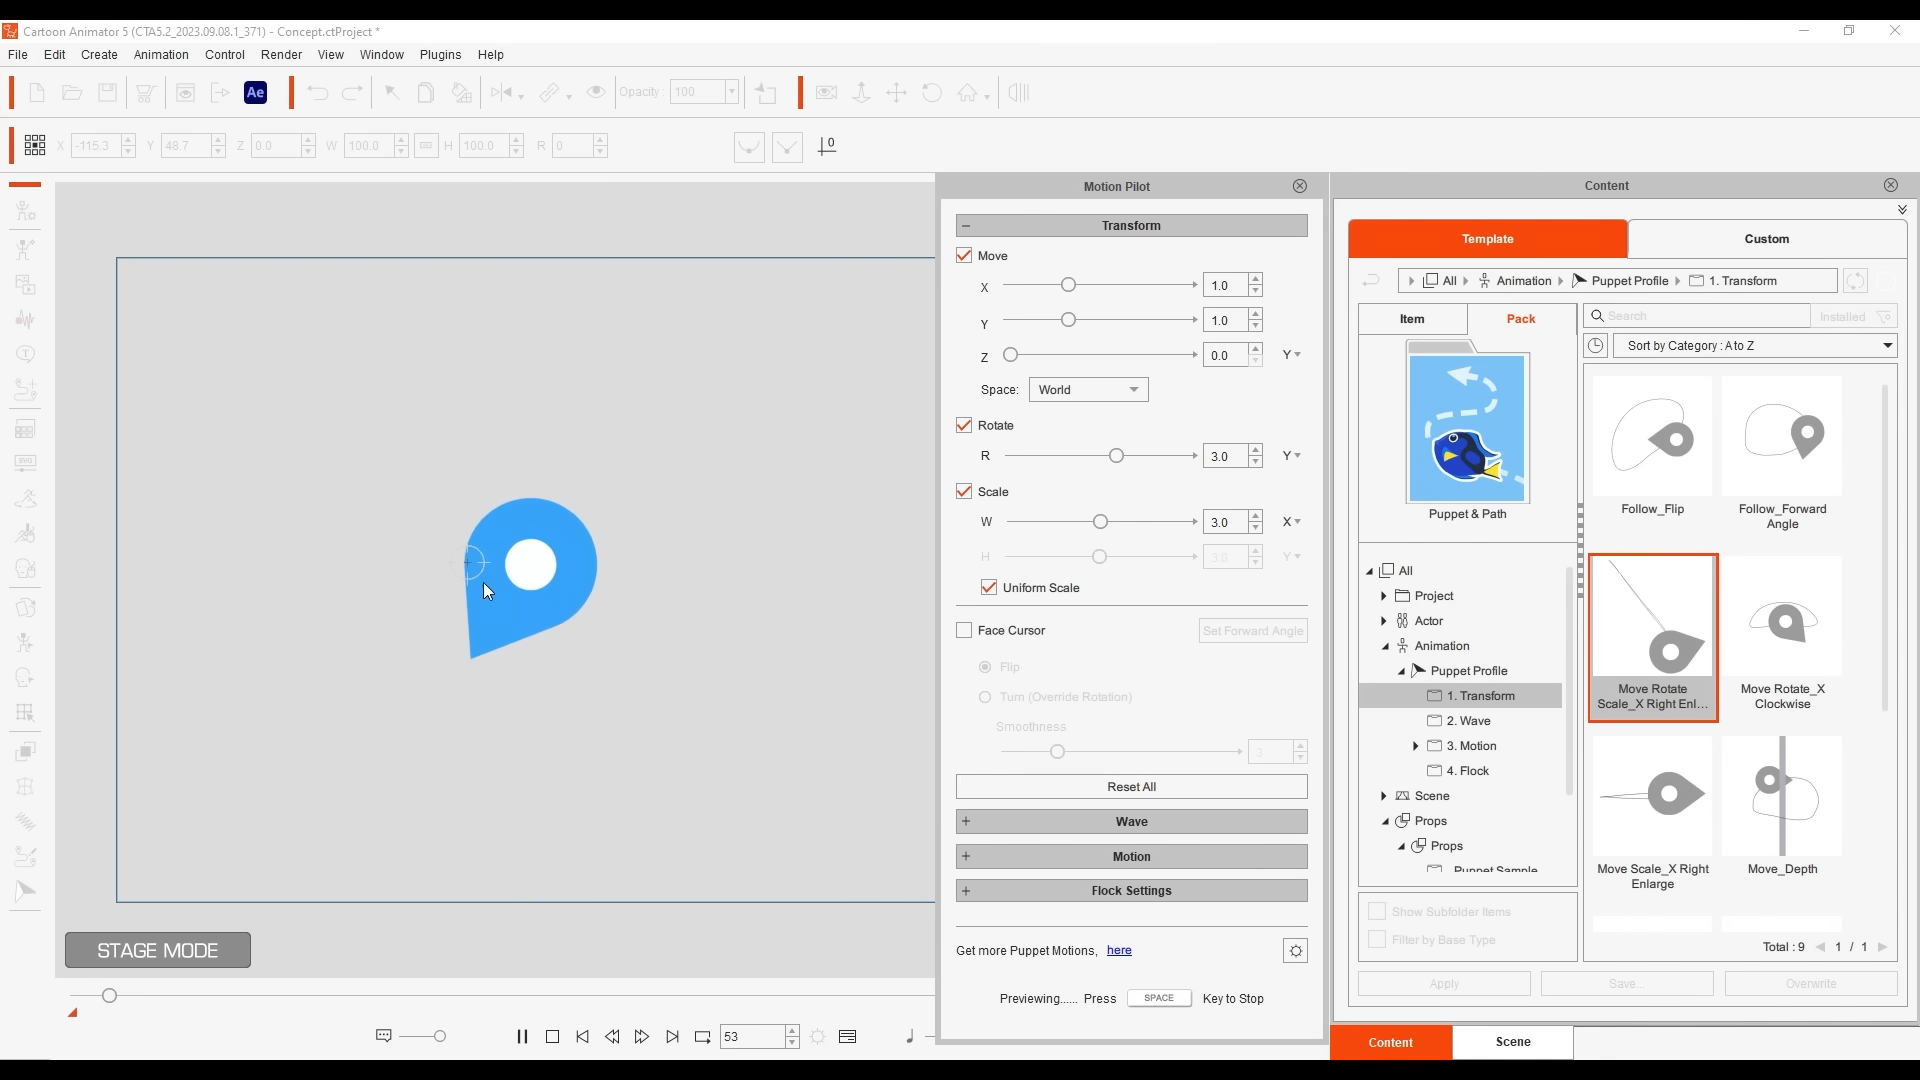 Cartoon Animator 5 (CTA5.2_2023.09.08.1_371) - Concept.ctProject *
File Edit Create Animation Control Render View Window Plugins Help
Ae Opacity: 100
X -115.3 Y 48.7 Z 0.0 W 100.0 H 100.0 R 0 0
Motion Pilot
Transform
Move
X 1.0
Y 1.0
Z 0.0 Y
Space: World
Rotate
R 3.0 Y
Scale
W 3.0 X
H 3.0 Y
Uniform Scale
Face Cursor Set Forward Angle
Flip
Turn (Override Rotation)
Smoothness
3
Reset All
Wave
Motion
Flock Settings
Get more Puppet Motions, here
Previewing...... Press SPACE Key to Stop
STAGE MODE
53
Content
Template Custom
All Animation Puppet Profile 1. Transform
Item Pack
Search Installed
Sort by Category : A to Z
Puppet & Path
All
Project
Actor
Animation
Puppet Profile
1. Transform
2. Wave
3. Motion
4. Flock
Scene
Props
Props
Puppet Sample
Show Subfolder Items
Filter by Base Type
Follow_Flip
Follow_Forward
Angle
Move Rotate
Scale_X Right Enl...
Move Rotate_X
Clockwise
Move Scale_X Right
Enlarge
Move_Depth
Total : 9 1 / 1
Apply Save... Overwrite
Content Scene